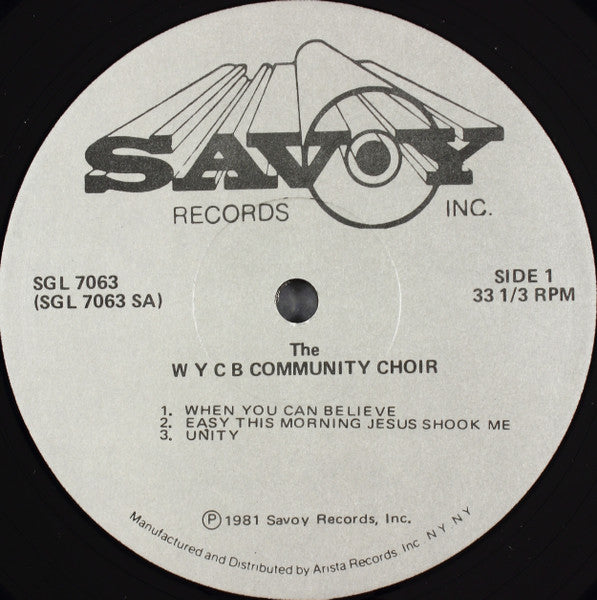 SAVOY
RECORDS INC.
SGL 7063
(SGL 7063 SA)
SIDE 1
33 1/3 RPM
The
W Y C B COMMUNITY CHOIR
1. WHEN YOU CAN BELIEVE
2. EASY THIS MORNING JESUS SHOOK ME
3. UNITY
Ⓟ 1981 Savoy Records, Inc.
Manufactured and Distributed by Arista Records Inc N Y NY